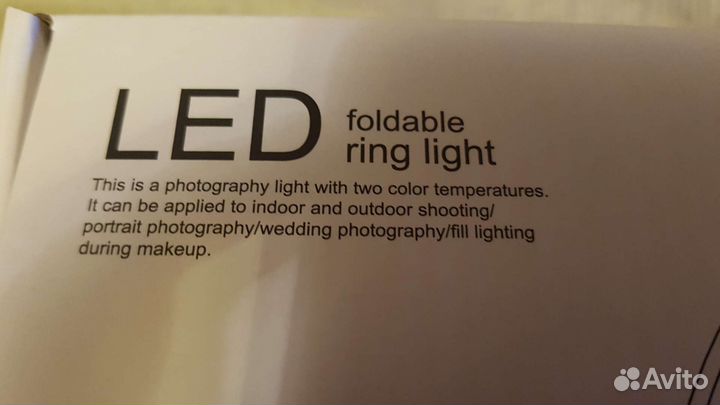 LED foldable
ring light
This is a photography light with two color temperatures.
It can be applied to indoor and outdoor shooting/
portrait photography/wedding photography/fill lighting
during makeup.
Avito